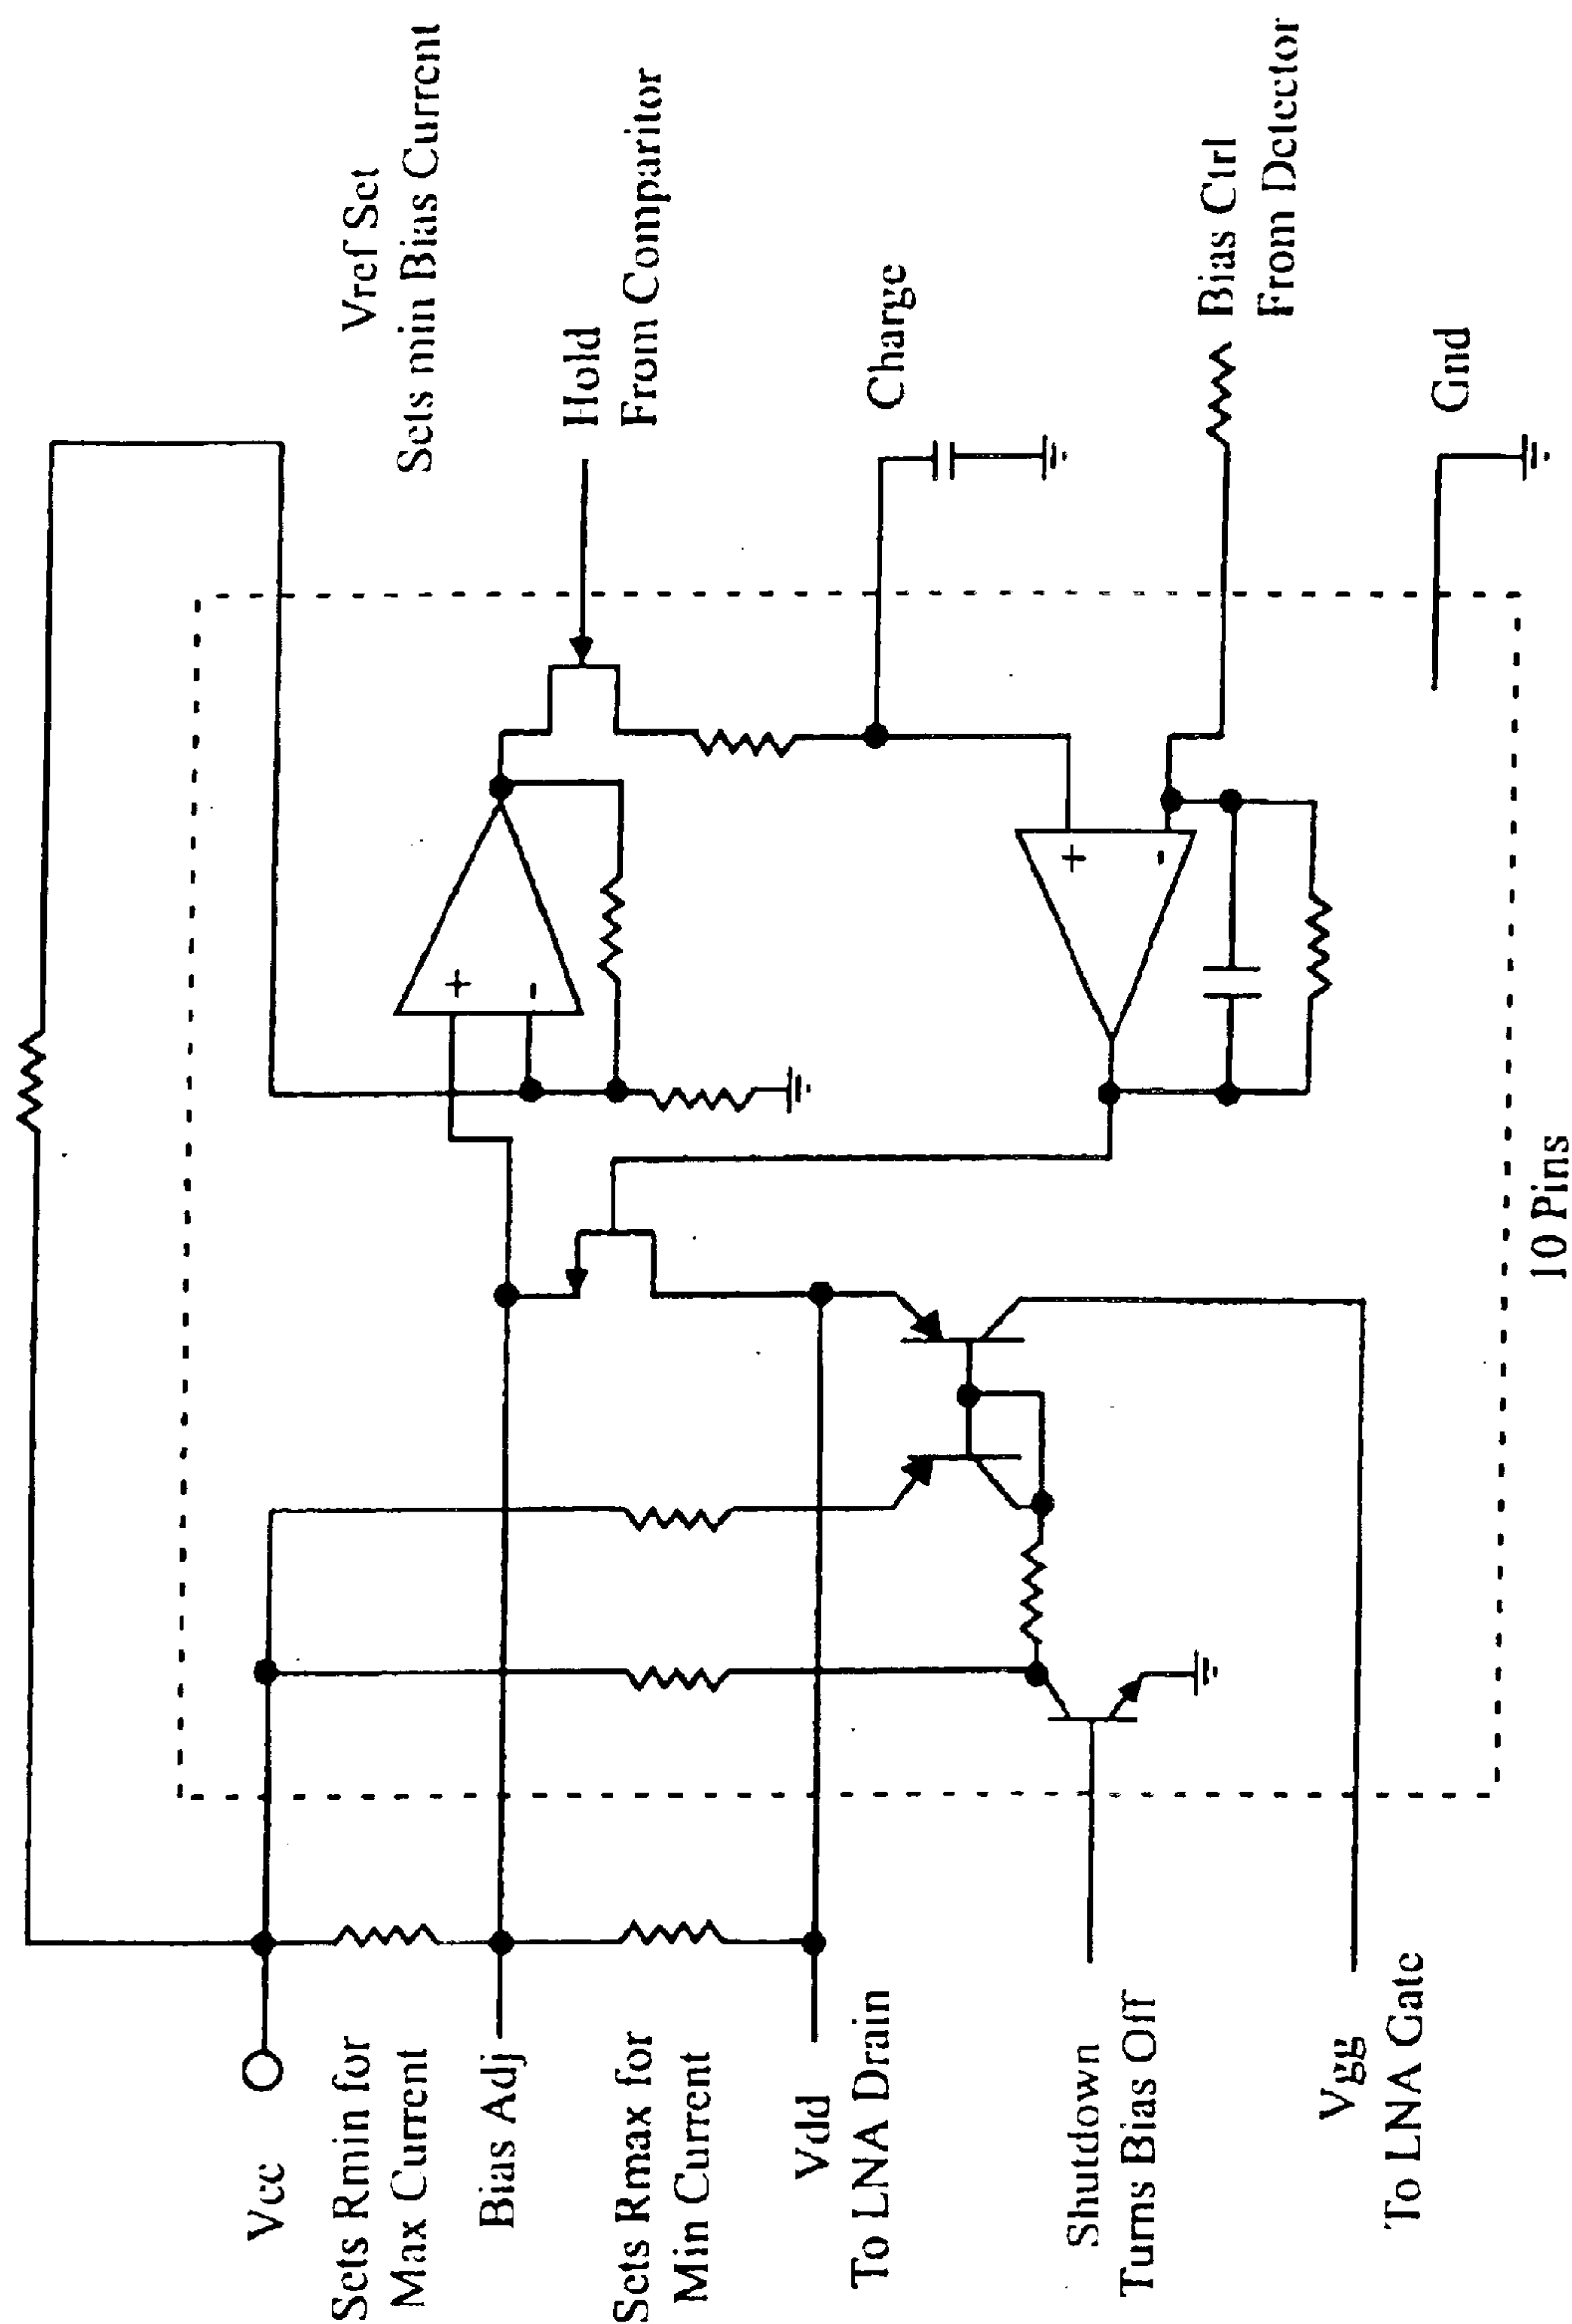 Vcc
Sets Rmin for
Max Current
Bias Adj
Sets Rmax for
Min Current
Vdd
To LNA Drain
Shutdown
Turns Bias Off
Vgg
To LNA Gate
+
-
+
-
Vref Set
Sets min Bias Current
Hold
From Comparitor
Charge
Bias Ctrl
From Detector
Gnd
10 Pins